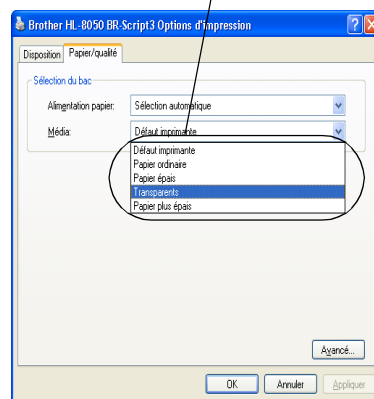 Brother HL-8050 BR-Script3 Options d'impression
Disposition Papier/qualité
Sélection du bac
Alimentation papier: Sélection automatique
Média: Défaut imprimante
Défaut imprimante
Papier ordinaire
Papier épais
Transparents
Papier plus épais
Avancé...
OK Annuler Appliquer